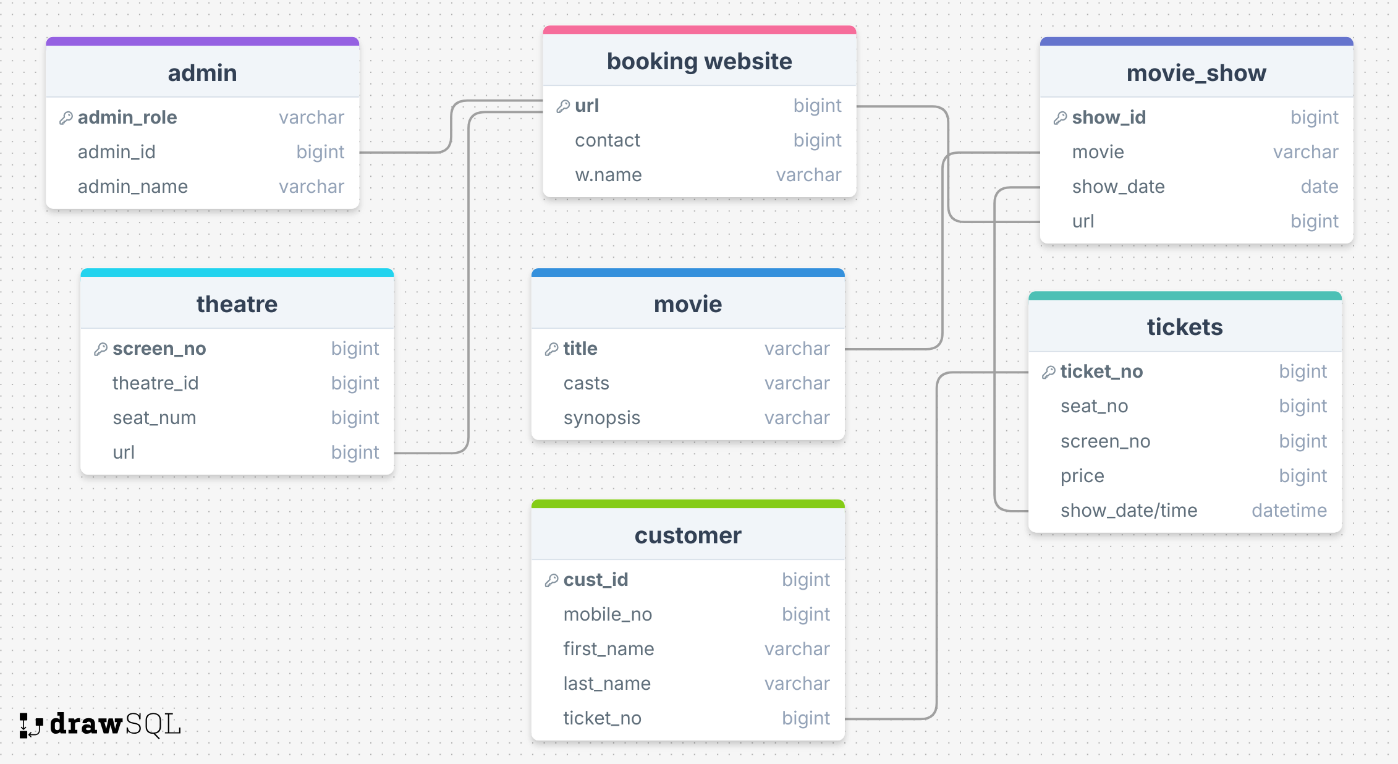 admin
admin_role varchar
admin_id bigint
admin_name varchar
booking website
url bigint
contact bigint
w.name varchar
movie_show
show_id bigint
movie varchar
show_date date
url bigint
theatre
screen_no bigint
theatre_id bigint
seat_num bigint
url bigint
movie
title varchar
casts varchar
synopsis varchar
tickets
ticket_no bigint
seat_no bigint
screen_no bigint
price bigint
show_date/time datetime
customer
cust_id bigint
mobile_no bigint
first_name varchar
last_name varchar
ticket_no bigint
drawSQL